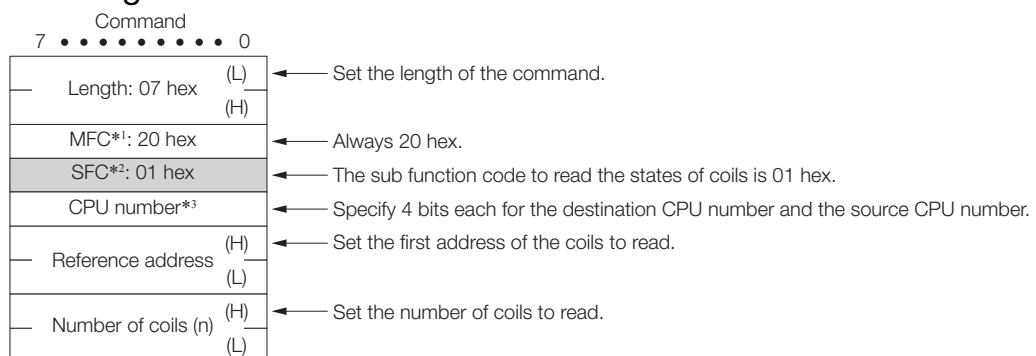 Command
7 • • • • • • • • • 0
Length: 07 hex (L) Set the length of the command.
(H)
MFC*1: 20 hex Always 20 hex.
SFC*2: 01 hex The sub function code to read the states of coils is 01 hex.
CPU number*3 Specify 4 bits each for the destination CPU number and the source CPU number.
Reference address (H) Set the first address of the coils to read.
(L)
Number of coils (n) (H) Set the number of coils to read.
(L)